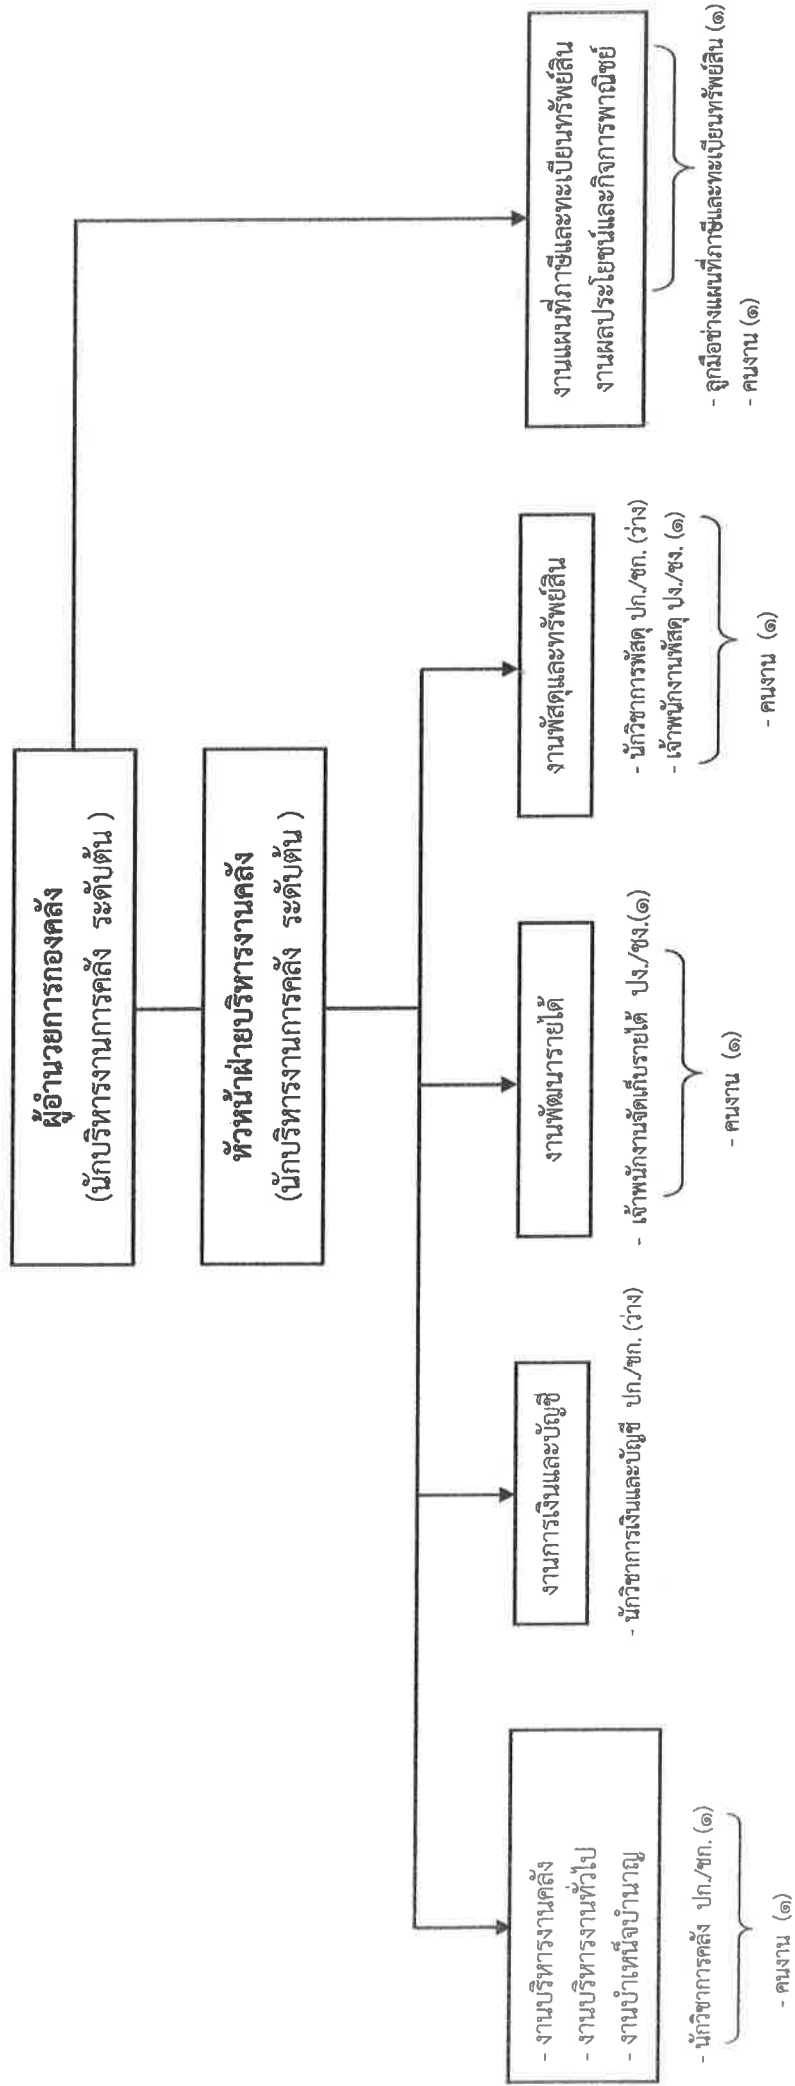 ผู้อำนวยการกองคลัง
(นักบริหารงานการคลัง ระดับต้น )
หัวหน้าฝ่ายบริหารงานคลัง
(นักบริหารงานการคลัง ระดับต้น )
- งานบริหารงานคลัง
- งานบริหารงานทั่วไป
- งานบำเหน็จบำนาญ
- นักวิชาการคลัง ปก./ชก. (๑)
- คนงาน (๑)
งานการเงินและบัญชี
- นักวิชาการเงินและบัญชี ปก./ชก. (ว่าง)
งานพัฒนารายได้
- เจ้าพนักงานจัดเก็บรายได้ ปง./ชง.(๑)
- คนงาน (๑)
งานพัสดุและทรัพย์สิน
- นักวิชาการพัสดุ ปก./ชก. (ว่าง)
- เจ้าพนักงานพัสดุ ปง./ชง. (๑)
- คนงาน (๑)
งานแผนที่ภาษีและทะเบียนทรัพย์สิน
งานผลประโยชน์และกิจการพาณิชย์
- ลูกมือช่างแผนที่ภาษีและทะเบียนทรัพย์สิน (๑)
- คนงาน (๑)